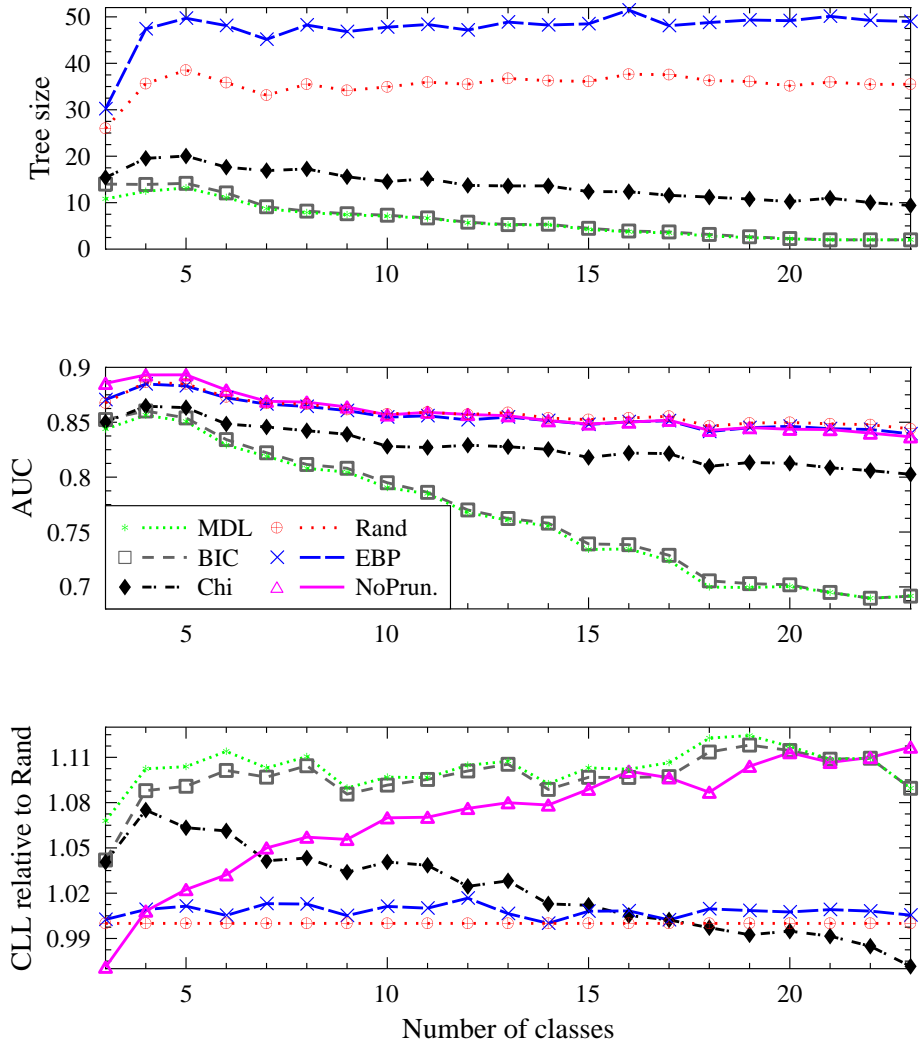 50
40
30
20
10
0
Tree size
5
10
15
20
0.9
0.85
0.8
0.75
0.7
AUC
MDL
BIC
Chi
Rand
EBP
NoPrun.
5
10
15
20
1.11
1.08
1.05
1.02
0.99
CLL relative to Rand
5
10
15
20
Number of classes